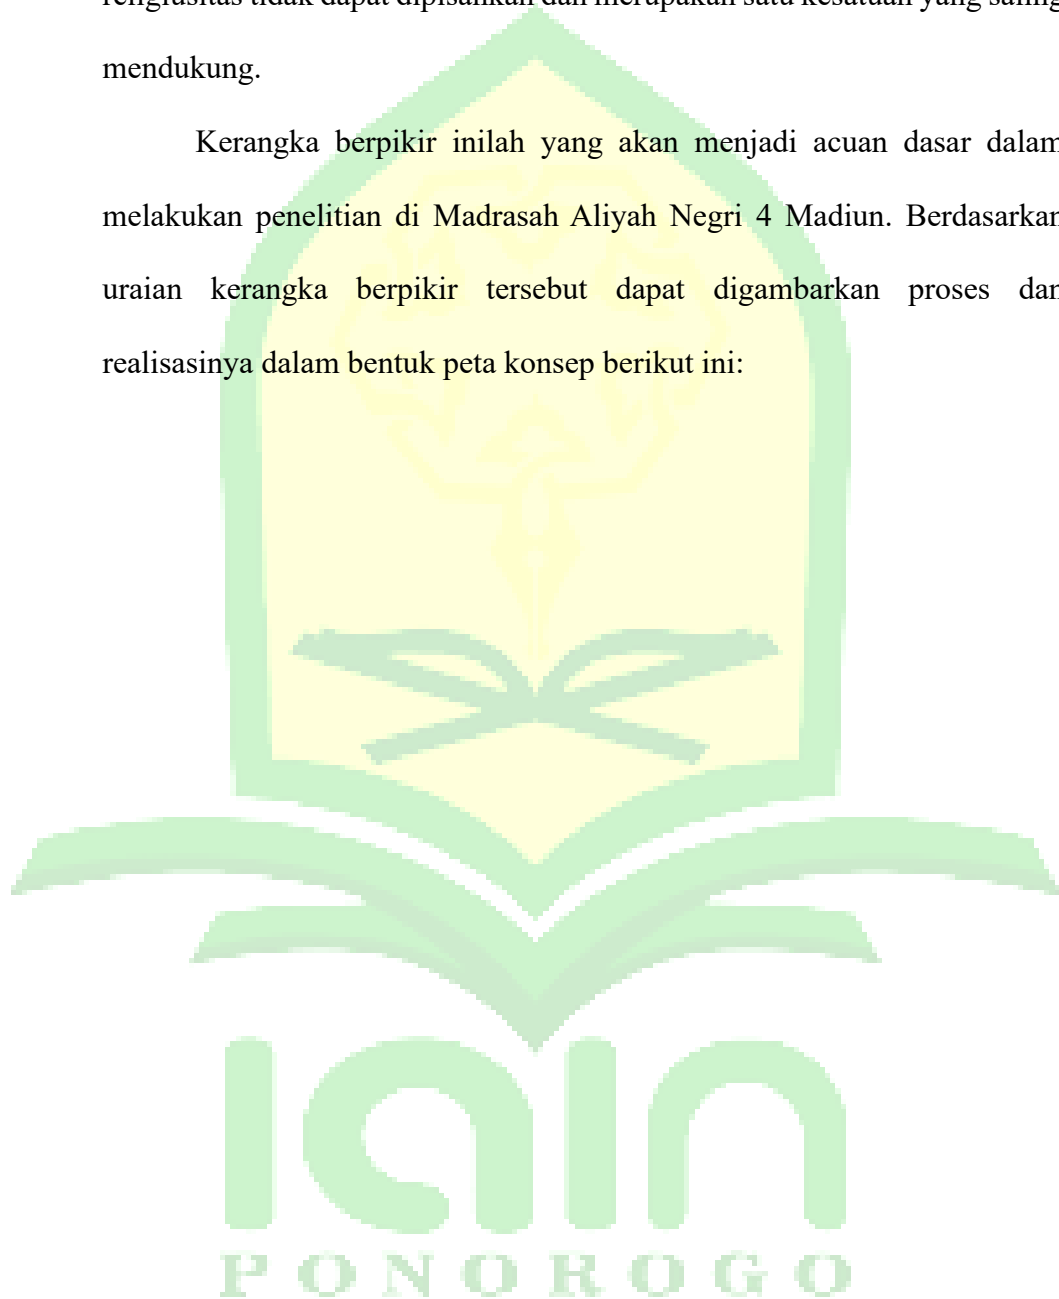 religiusitas tidak dapat dipisahkan dan merupakan satu kesatuan yang saling
mendukung.
Kerangka berpikir inilah yang akan menjadi acuan dasar dalam
melakukan penelitian di Madrasah Aliyah Negri 4 Madiun. Berdasarkan
uraian kerangka berpikir tersebut dapat digambarkan proses dan
realisasinya dalam bentuk peta konsep berikut ini:
iain
PONOROGO